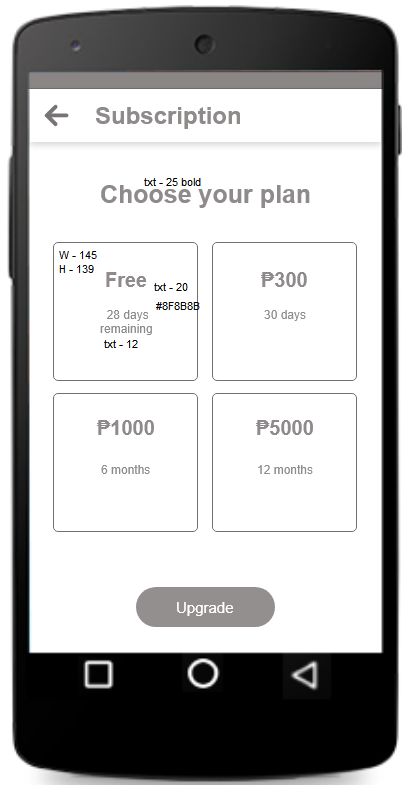 Subscription
txt - 25 bold
Choose your plan
W - 145
H - 139
Free
txt - 20
28 days
remaining
#8F8B8B
txt - 12
₱300
30 days
₱1000
6 months
₱5000
12 months
Upgrade